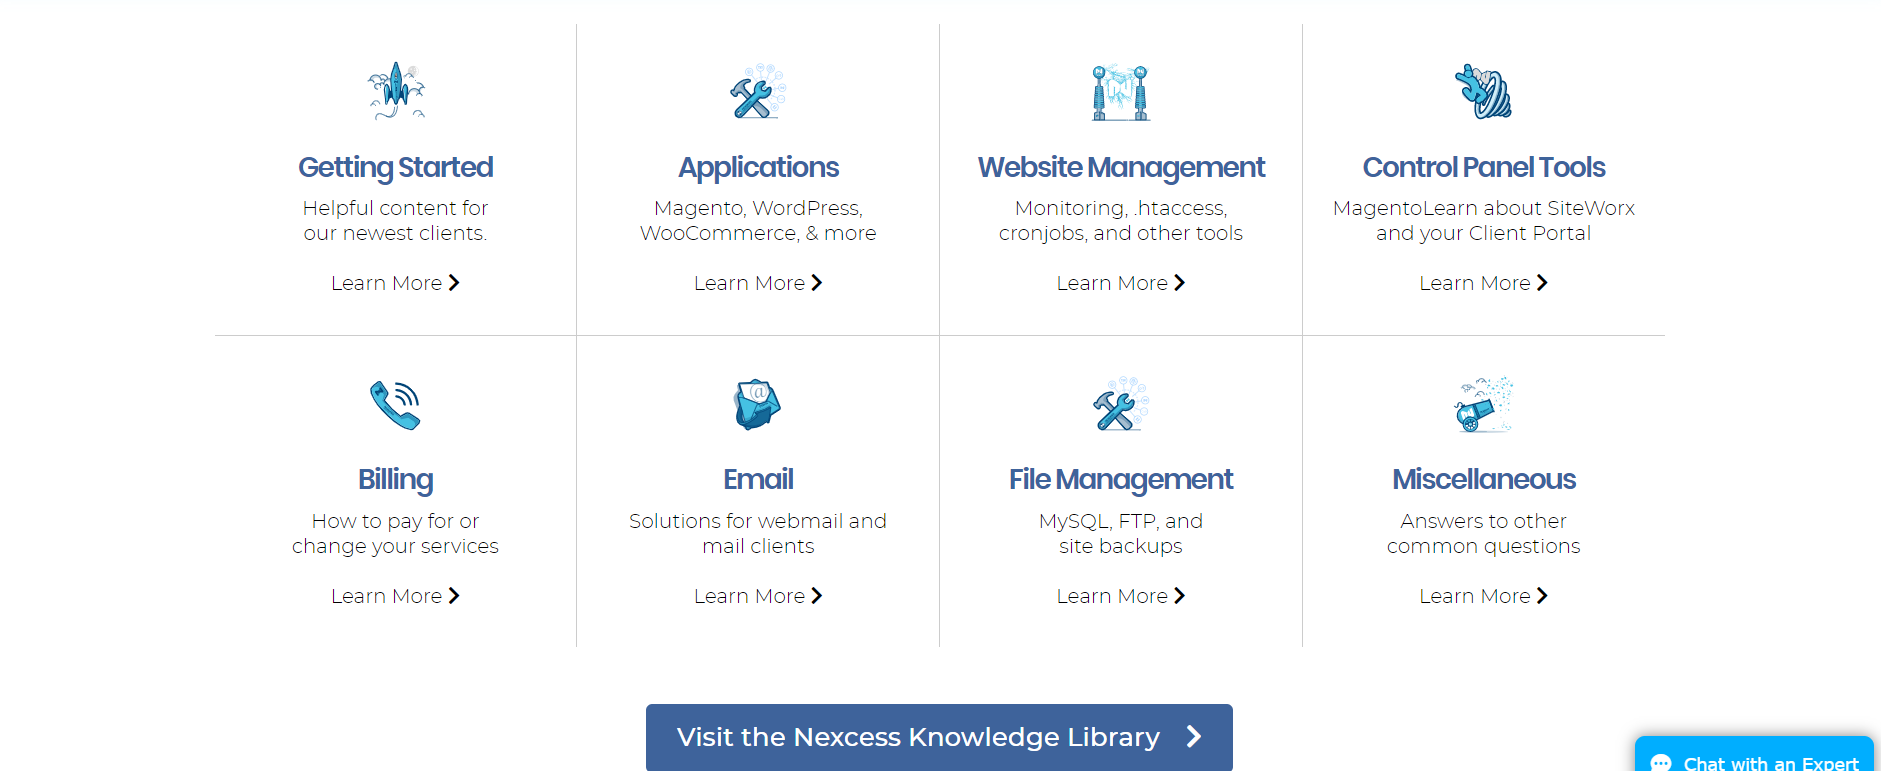 Getting Started
Helpful content for
our newest clients.
Learn More
Applications
Magento, WordPress,
WooCommerce, & more
Learn More
Website Management
Monitoring, .htaccess,
cronjobs, and other tools
Learn More
Control Panel Tools
MagentoLearn about SiteWorx
and your Client Portal
Learn More
Billing
How to pay for or
change your services
Learn More
Email
Solutions for webmail and
mail clients
Learn More
File Management
MySQL, FTP, and
site backups
Learn More
Miscellaneous
Answers to other
common questions
Learn More
Visit the Nexcess Knowledge Library
Chat with an Expert